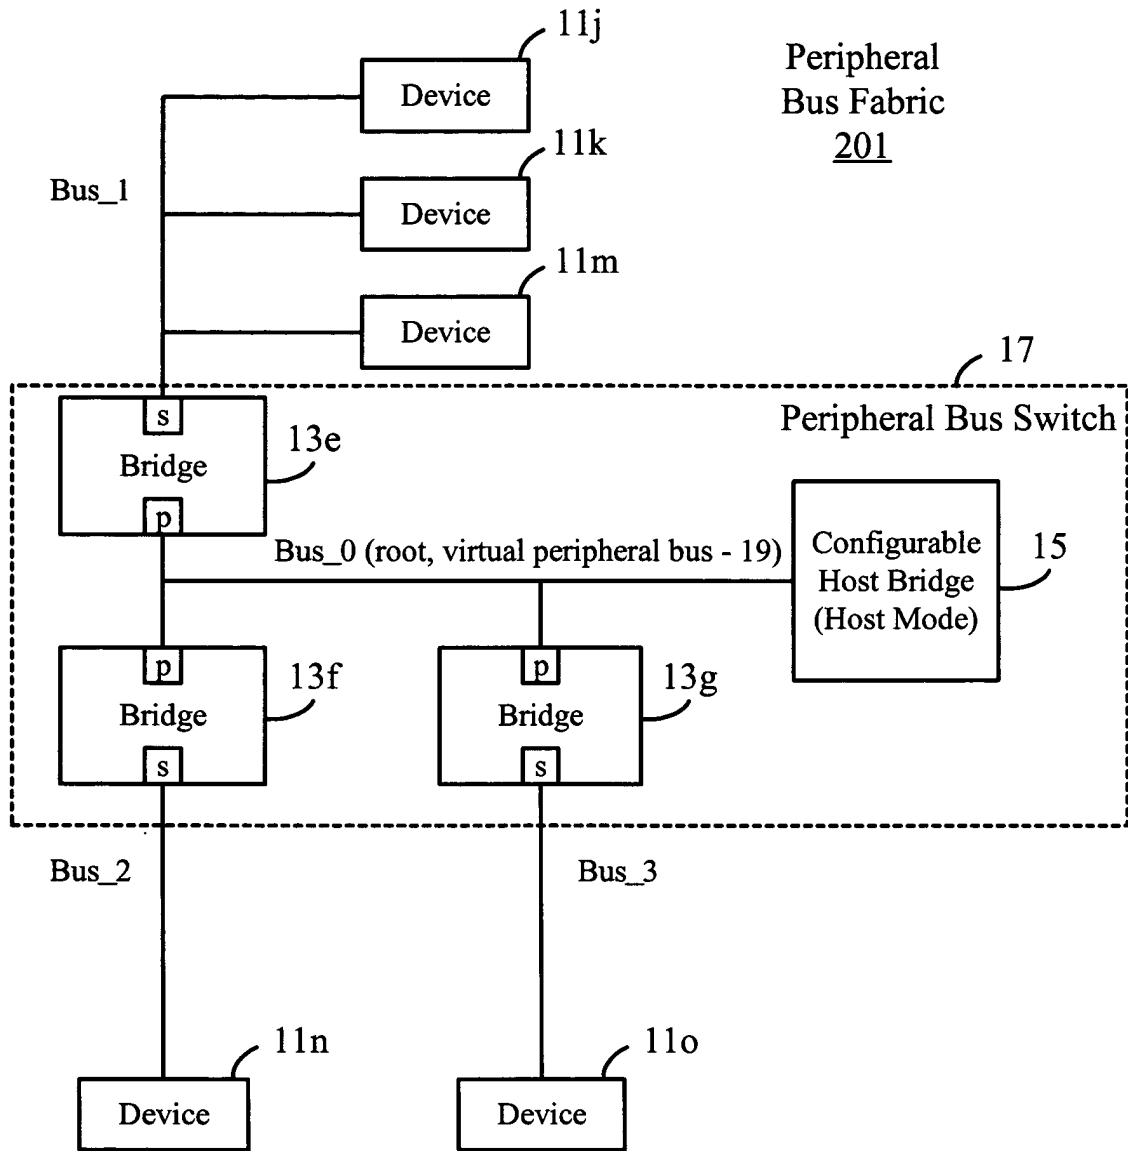 11j
Device
Peripheral
Bus Fabric
201
11k
Device
Bus_1
11m
Device
17
Peripheral Bus Switch
s
Bridge
p
13e
Bus_0 (root, virtual peripheral bus - 19)
Configurable
Host Bridge
(Host Mode)
15
p
Bridge
s
13f
p
Bridge
s
13g
Bus_2
Bus_3
11n
Device
11o
Device